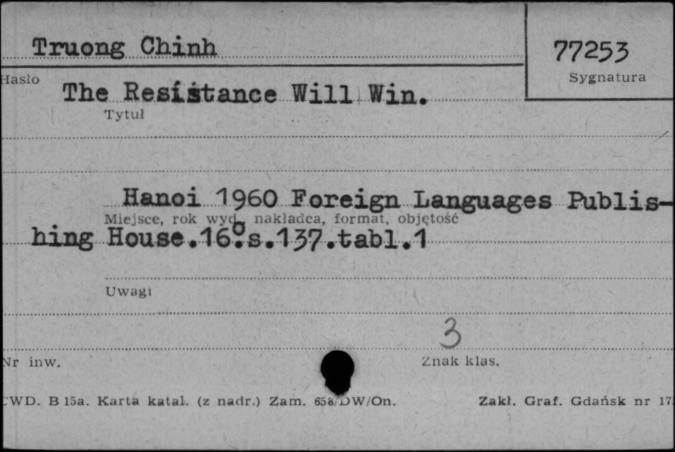 Truong Chinh
77253
Hasło
Sygnatura
The Resistance Will Win.
Tytuł
Hanoi 1960 Foreign Languages Publis-
Miejsce, rok wyd., nakładca, format, objętość
hing House.16°.s.137.tabl.1
Uwagi
3
Nr inw.
Znak klas.
CWD. B 15a. Karta katal. (z nadr.) Zam. 658/DW/On.
Zakł. Graf. Gdańsk nr 17